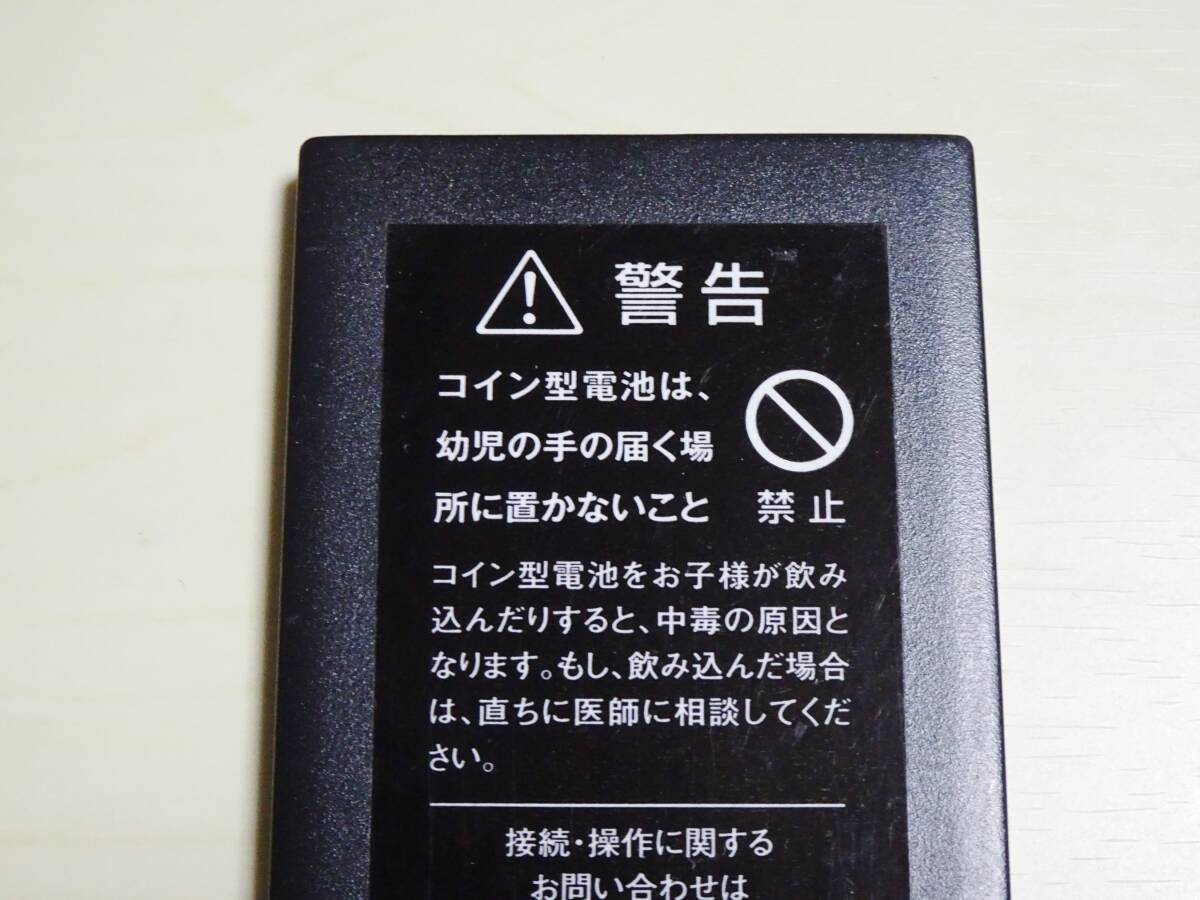 警告
コイン型電池は、
幼児の手の届く場
所に置かないこと
禁止
コイン型電池をお子様が飲み
込んだりすると、中毒の原因と
なります。もし、飲み込んだ場合
は、直ちに医師に相談してくだ
さい。
接続・操作に関する
お問い合わせは